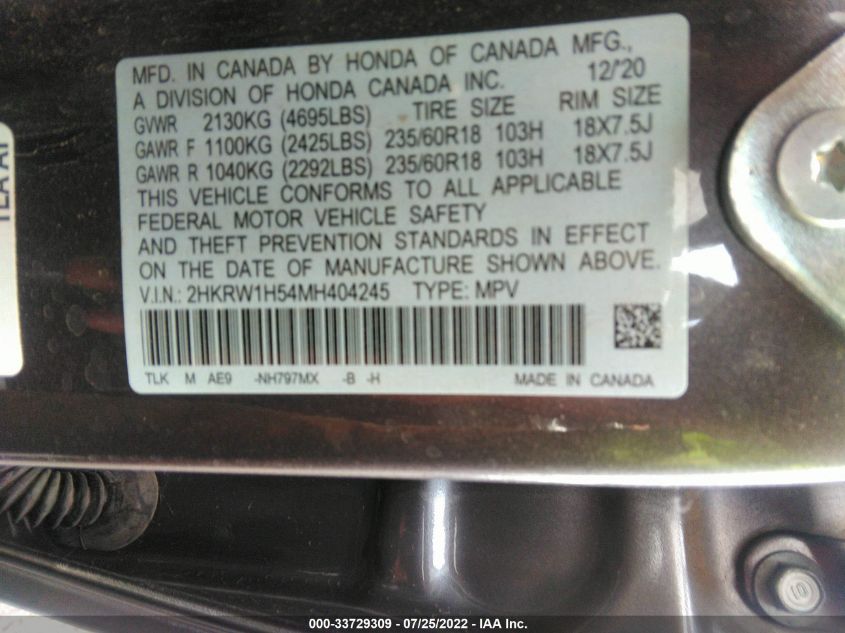 MFD. IN CANADA BY HONDA OF CANADA MFG.,
A DIVISION OF HONDA CANADA INC. 12/'20
GVWR 2130KG (4695LBS) TIRE SIZE RIM SIZE
GAWR F 1100KG (2425LBS) 235/60R18 103H 18X7.5J
GAWR R 1040KG (2292LBS) 235/60R18 103H 18X7.5J
THIS VEHICLE CONFORMS TO ALL APPLICABLE
FEDERAL MOTOR VEHICLE SAFETY
AND THEFT PREVENTION STANDARDS IN EFFECT
ON THE DATE OF MANUFACTURE SHOWN ABOVE.
V.I.N.: 2HKRW1H54MH404245 TYPE: MPV
TLK M AE9 -NH797MX -B -H MADE IN CANADA
000-33729309 - 07/25/2022 - IAA Inc.